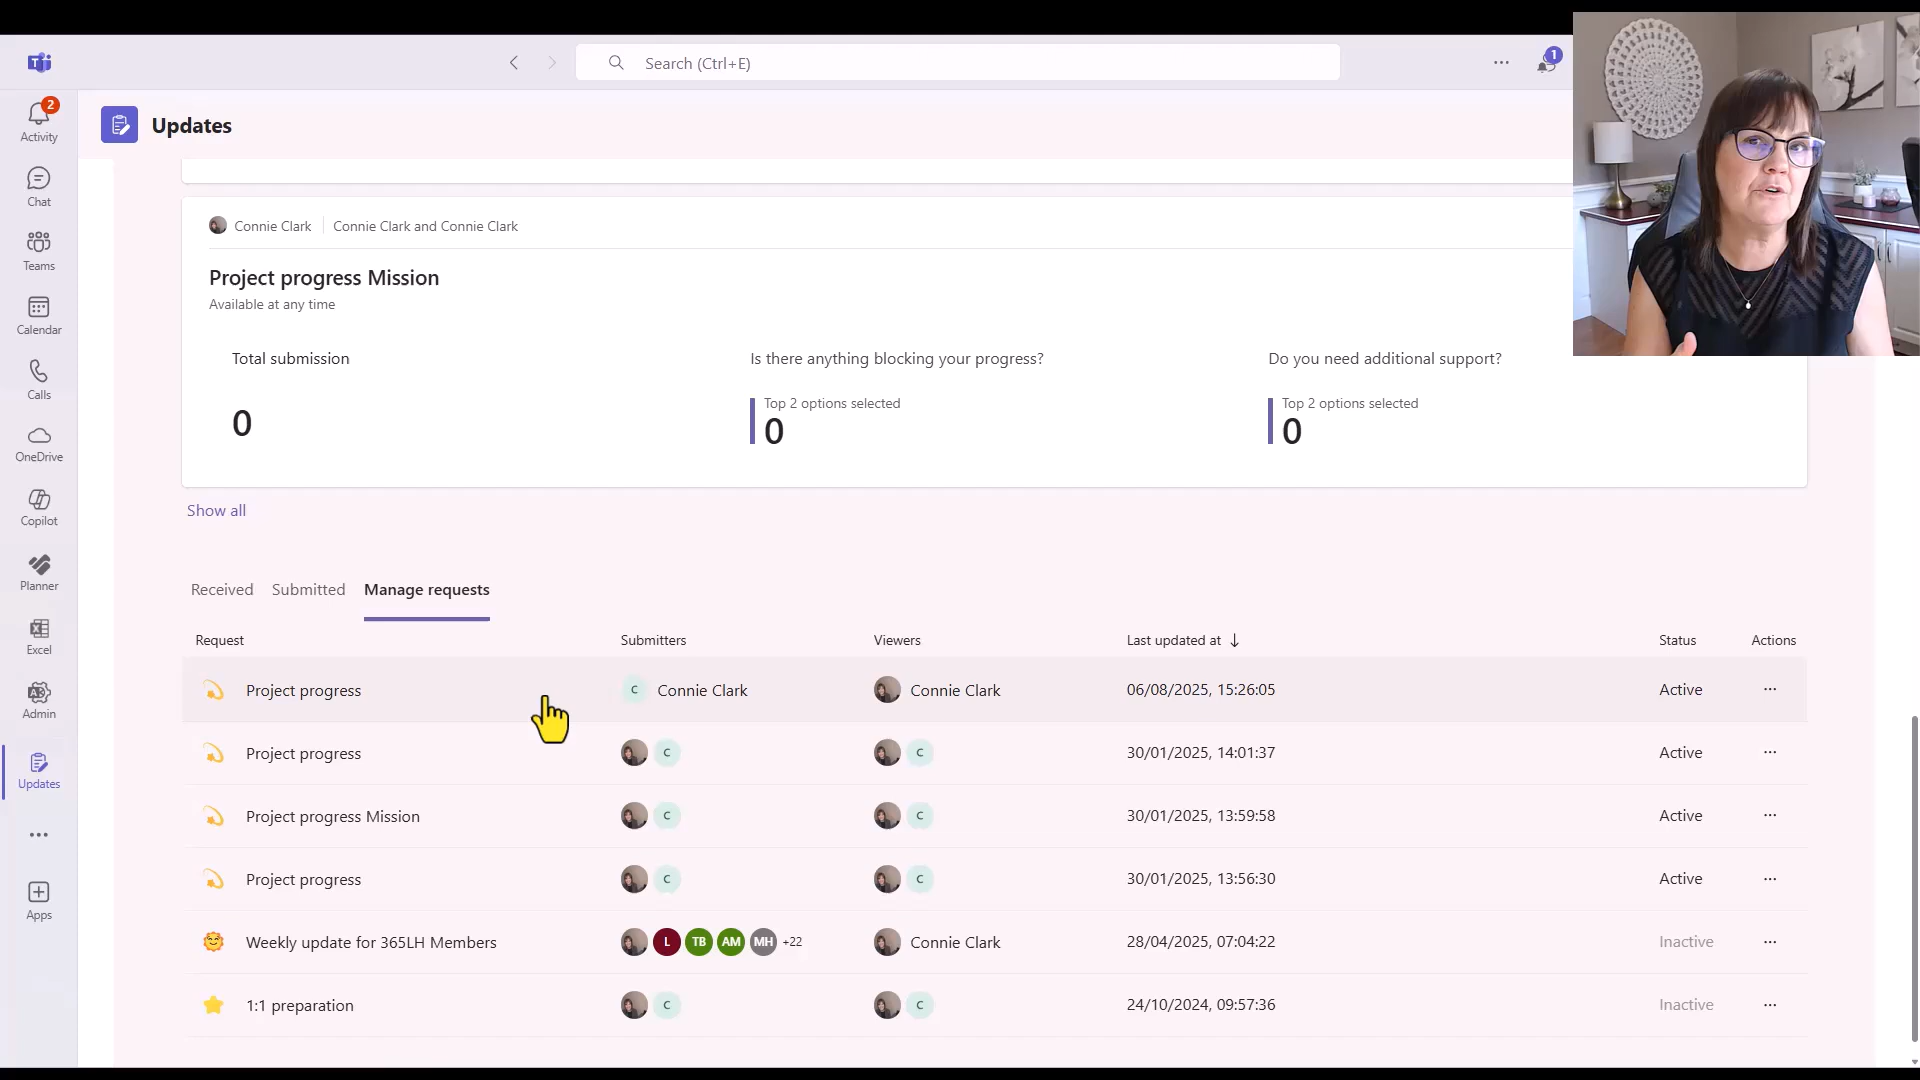 Search (Ctrl+E)
1
2
Activity
Chat
Teams
Calendar
Calls
OneDrive
Copilot
Planner
Excel
Admin
Updates
Apps
Updates
Connie Clark
Connie Clark and Connie Clark
Project progress Mission
Available at any time
Total submission
0
Is there anything blocking your progress?
Top 2 options selected
0
Do you need additional support?
Top 2 options selected
0
Show all
Received Submitted Manage requests
Request Submitters Viewers Last updated at ↓ Status Actions
Project progress C Connie Clark Connie Clark 06/08/2025, 15:26:05 Active ...
Project progress C C 30/01/2025, 14:01:37 Active ...
Project progress Mission C C 30/01/2025, 13:59:58 Active ...
Project progress C C 30/01/2025, 13:56:30 Active ...
Weekly update for 365LH Members L TB AM MH +22 Connie Clark 28/04/2025, 07:04:22 Inactive ...
1:1 preparation C C 24/10/2024, 09:57:36 Inactive ...